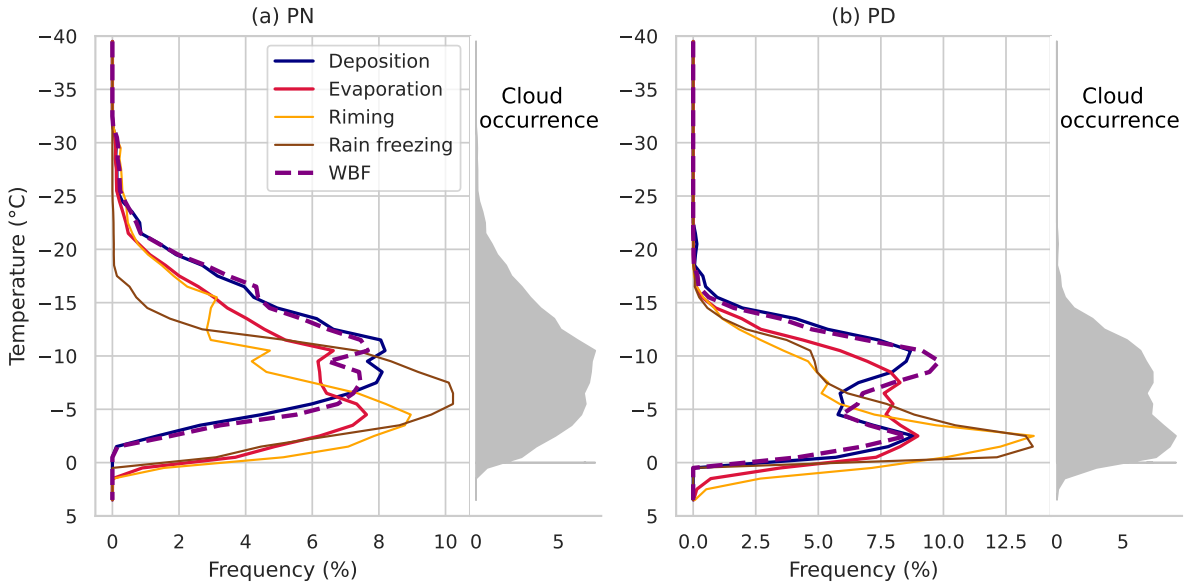 (a) PN
(b) PD
−40
−35
−30
−25
−20
−15
−10
−5
0
5
Temperature (°C)
Deposition
Evaporation
Riming
Rain freezing
WBF
Cloud
occurrence
0 2 4 6 8 10
0 5
Frequency (%)
−40
−35
−30
−25
−20
−15
−10
−5
0
5
Cloud
occurrence
0.0 2.5 5.0 7.5 10.0 12.5
0 5
Frequency (%)